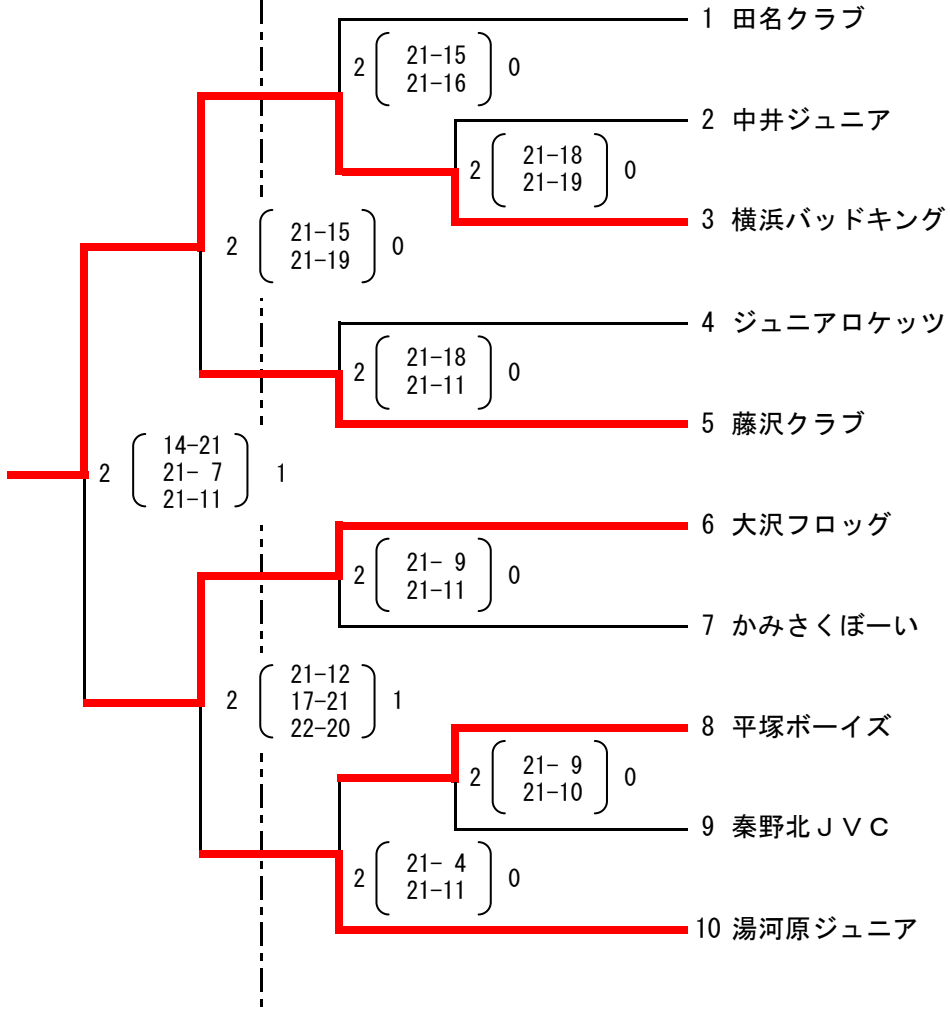 1 田名クラブ
2 21-15 0
21-16
2 中井ジュニア
2 21-18 0
21-19
3 横浜バッドキング
2 21-15 0
21-19
4 ジュニアロケッツ
2 21-18 0
21-11
5 藤沢クラブ
14-21
2 21- 7 1
21-11
6 大沢フロッグ
2 21- 9 0
21-11
7 かみさくぼーい
21-12
2 17-21 1
22-20
8 平塚ボーイズ
2 21- 9 0
21-10
9 秦野北ＪＶＣ
2 21- 4 0
21-11
10 湯河原ジュニア